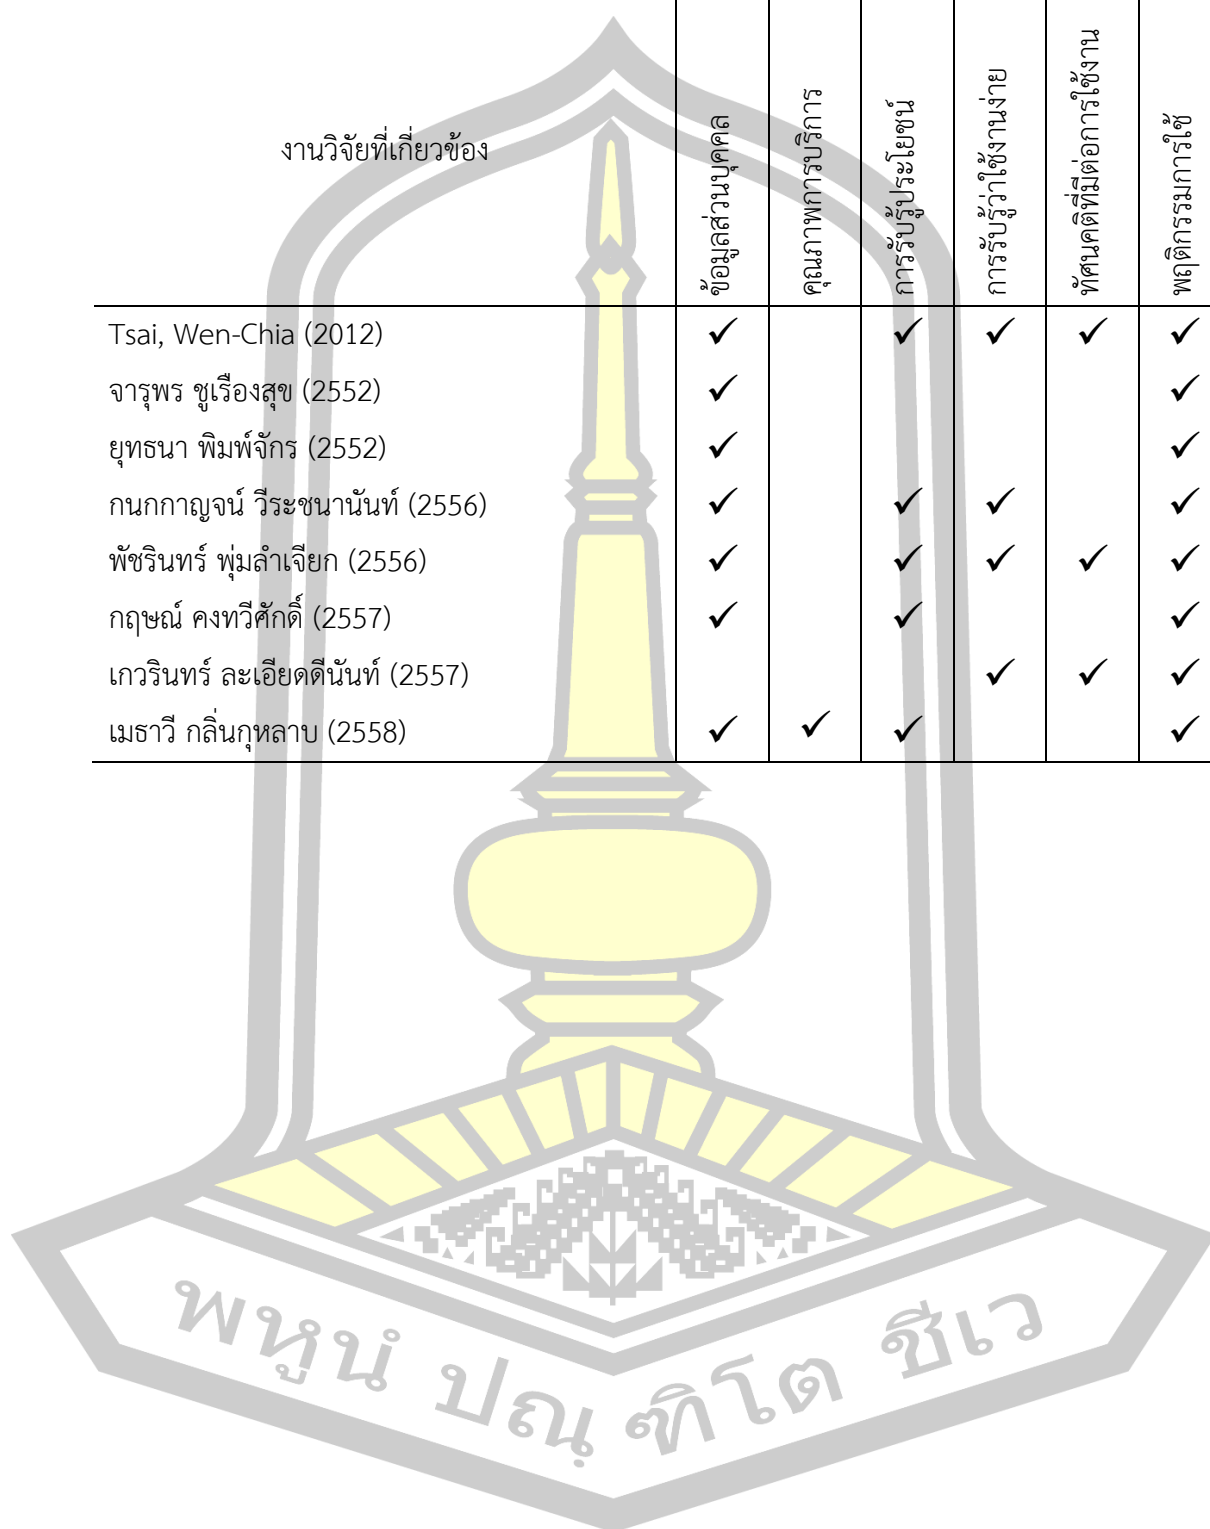 งานวิจัยที่เกี่ยวข้อง ข้อมูลส่วนบุคคล คุณภาพการบริการ การรับรู้ประโยชน์ การรับรู้ว่าใช้งานง่าย ทัศนคติที่มีต่อการใช้งาน พฤติกรรมการใช้
Tsai, Wen-Chia (2012) ✓ ✓ ✓ ✓ ✓
จารุพร ชูเรืองสุข (2552) ✓ ✓
ยุทธนา พิมพ์จักร (2552) ✓ ✓
กนกกาญจน์ วีระชนานันท์ (2556) ✓ ✓ ✓ ✓
พัชรินทร์ พุ่มลำเจียก (2556) ✓ ✓ ✓ ✓ ✓
กฤษณ์ คงทวีศักดิ์ (2557) ✓ ✓ ✓
เกวรินทร์ ละเอียดดีนันท์ (2557) ✓ ✓ ✓
เมธาวี กลิ่นกุหลาบ (2558) ✓ ✓ ✓ ✓
พหูนํ ปณฺฑิโต ชีเว